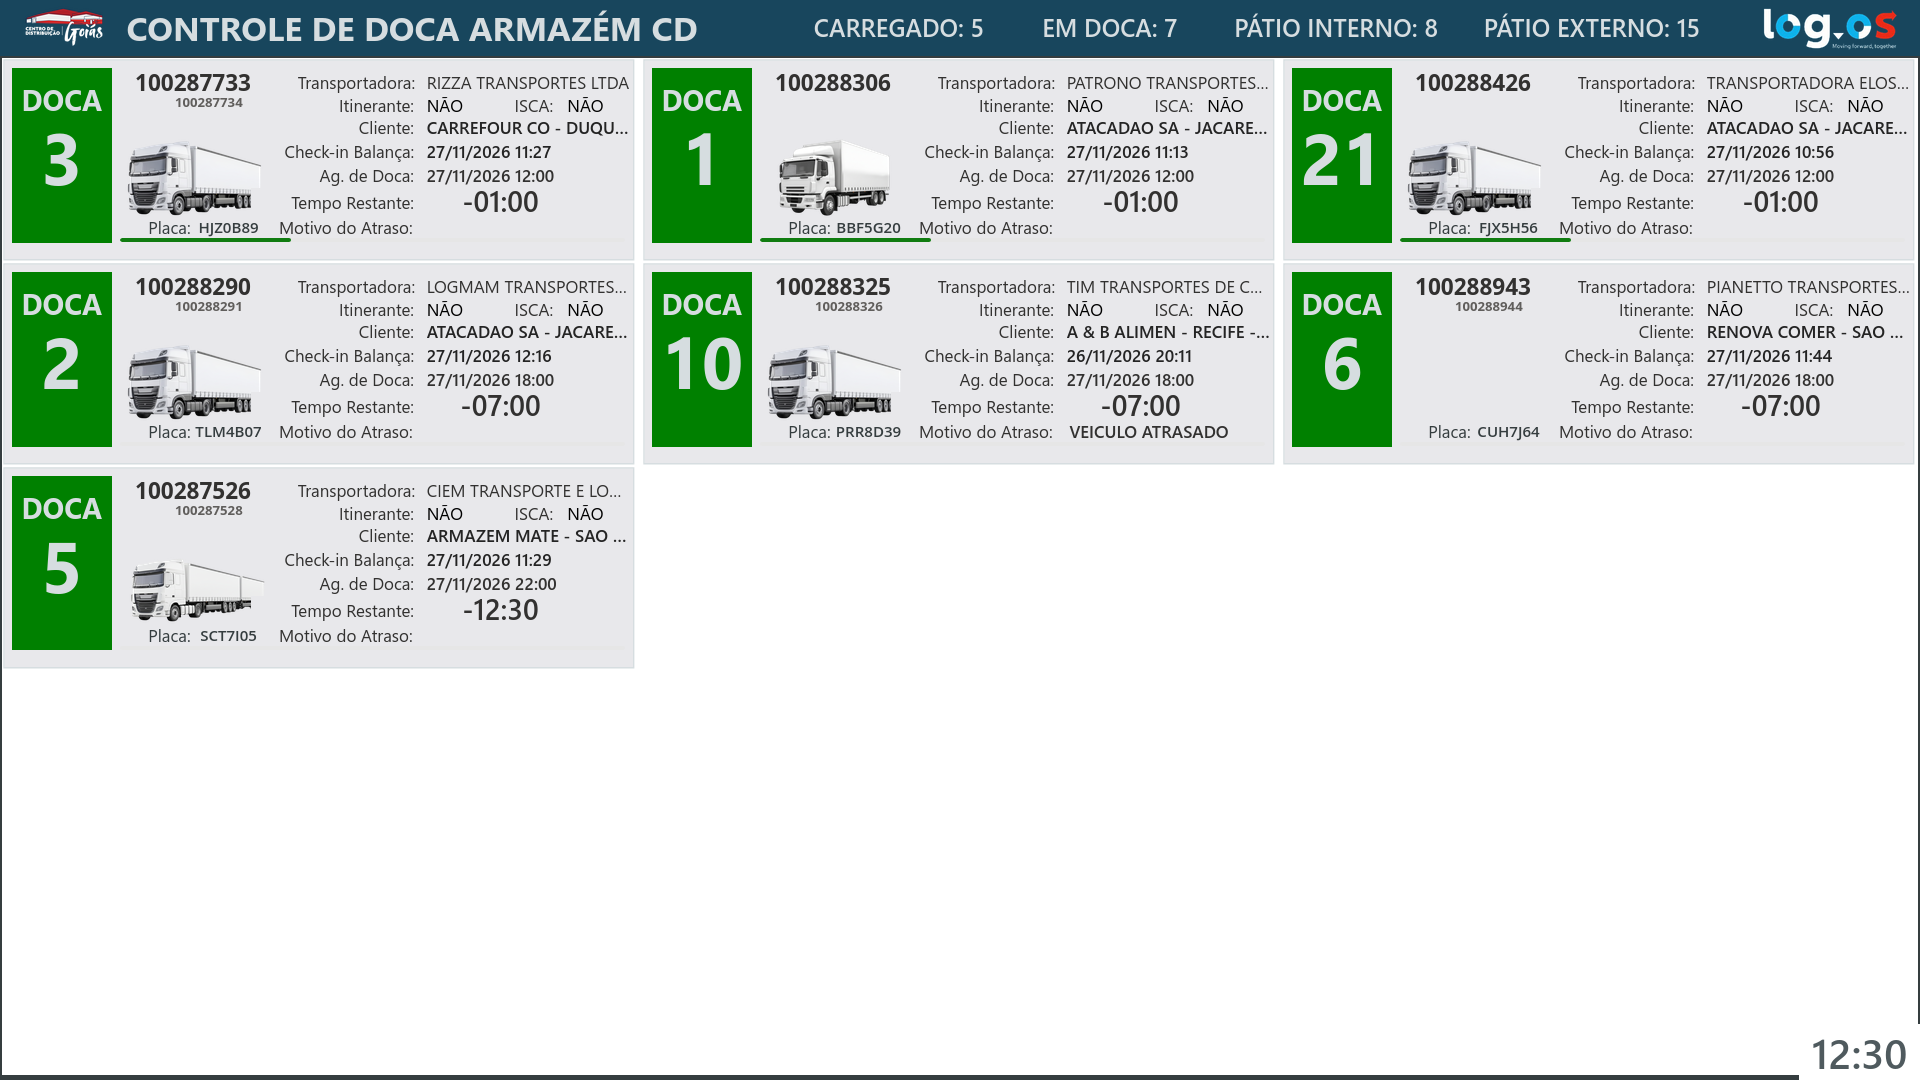 CENTRO DE DISTRIBUIÇÃO Goiás
CONTROLE DE DOCA ARMAZÉM CD
CARREGADO: 5
EM DOCA: 7
PÁTIO INTERNO: 8
PÁTIO EXTERNO: 15
log.os
Moving forward, together
DOCA
3
100287733
100287734
Placa: HJZ0B89
Transportadora: RIZZA TRANSPORTES LTDA
Itinerante: NÃO ISCA: NÃO
Cliente: CARREFOUR CO - DUQU...
Check-in Balança: 27/11/2026 11:27
Ag. de Doca: 27/11/2026 12:00
Tempo Restante: -01:00
Motivo do Atraso:
DOCA
1
100288306
Placa: BBF5G20
Transportadora: PATRONO TRANSPORTES...
Itinerante: NÃO ISCA: NÃO
Cliente: ATACADAO SA - JACARE...
Check-in Balança: 27/11/2026 11:13
Ag. de Doca: 27/11/2026 12:00
Tempo Restante: -01:00
Motivo do Atraso:
DOCA
21
100288426
Placa: FJX5H56
Transportadora: TRANSPORTADORA ELOS...
Itinerante: NÃO ISCA: NÃO
Cliente: ATACADAO SA - JACARE...
Check-in Balança: 27/11/2026 10:56
Ag. de Doca: 27/11/2026 12:00
Tempo Restante: -01:00
Motivo do Atraso:
DOCA
2
100288290
100288291
Placa: TLM4B07
Transportadora: LOGMAM TRANSPORTES...
Itinerante: NÃO ISCA: NÃO
Cliente: ATACADAO SA - JACARE...
Check-in Balança: 27/11/2026 12:16
Ag. de Doca: 27/11/2026 18:00
Tempo Restante: -07:00
Motivo do Atraso:
DOCA
10
100288325
100288326
Placa: PRR8D39
Transportadora: TIM TRANSPORTES DE C...
Itinerante: NÃO ISCA: NÃO
Cliente: A & B ALIMEN - RECIFE -...
Check-in Balança: 26/11/2026 20:11
Ag. de Doca: 27/11/2026 18:00
Tempo Restante: -07:00
Motivo do Atraso: VEICULO ATRASADO
DOCA
6
100288943
100288944
Placa: CUH7J64
Transportadora: PIANETTO TRANSPORTES...
Itinerante: NÃO ISCA: NÃO
Cliente: RENOVA COMER - SAO ...
Check-in Balança: 27/11/2026 11:44
Ag. de Doca: 27/11/2026 18:00
Tempo Restante: -07:00
Motivo do Atraso:
DOCA
5
100287526
100287528
Placa: SCT7I05
Transportadora: CIEM TRANSPORTE E LO...
Itinerante: NÃO ISCA: NÃO
Cliente: ARMAZEM MATE - SAO ...
Check-in Balança: 27/11/2026 11:29
Ag. de Doca: 27/11/2026 22:00
Tempo Restante: -12:30
Motivo do Atraso:
12:30